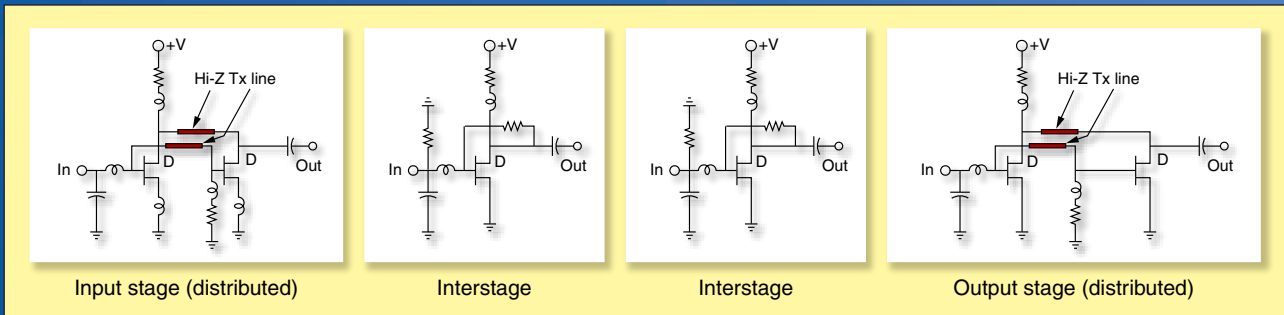 +V
Hi-Z Tx line
In
D
D
Out
Input stage (distributed)
+V
In
D
Out
Interstage
+V
In
D
Out
Interstage
+V
Hi-Z Tx line
In
D
D
Out
Output stage (distributed)